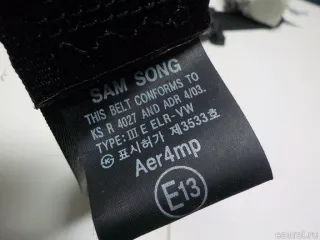 SAM SONG
THIS BELT CONFORMS TO
KS R 4027 AND ADR 4/03.
TYPE: III E ELR-VW
㉿ 표시허가 제3533호
Aer4mp
E13